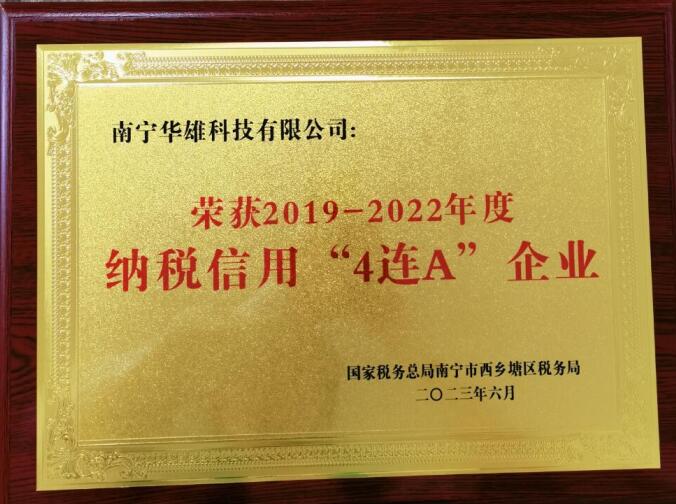 南宁华雄科技有限公司:
荣获2019-2022年度
纳税信用“4连A”企业
国家税务总局南宁市西乡塘区税务局
二〇二三年六月